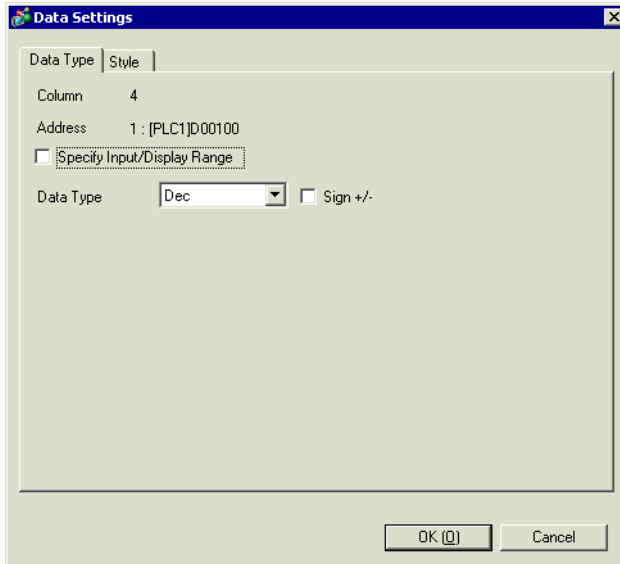 Data Settings
Data Type Style
Column 4
Address 1 : [PLC1]D00100
Specify Input/Display Range
Data Type Dec Sign +/-
OK (O) Cancel